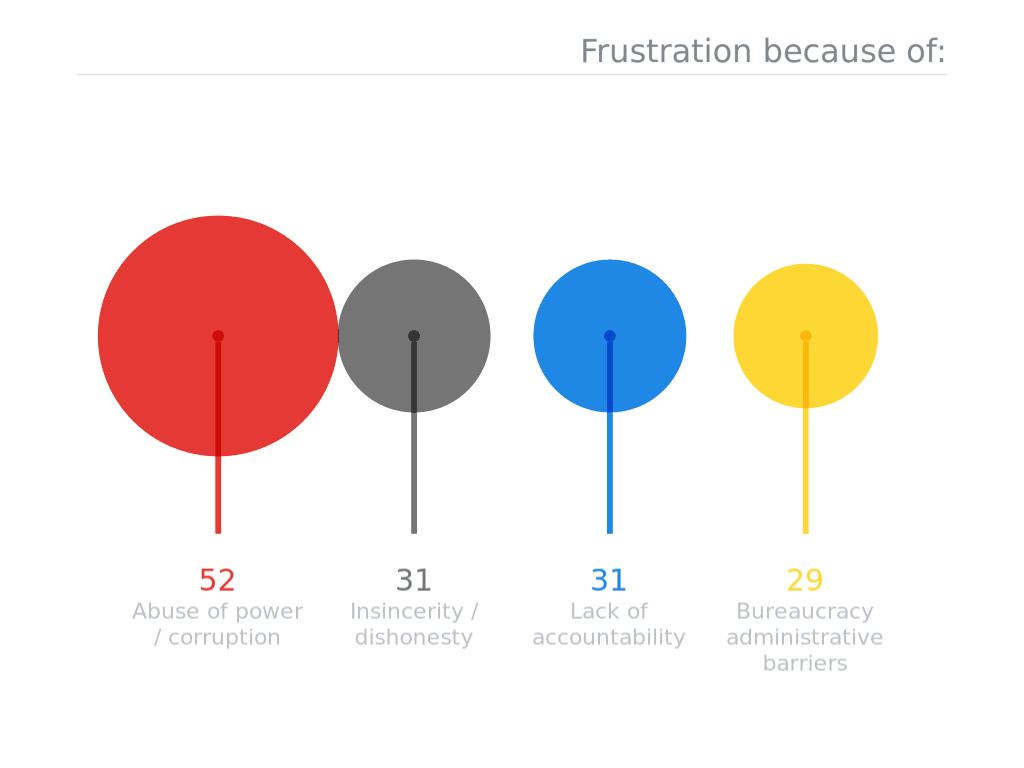 Frustration because of:
52
Abuse of power
/ corruption
31
Insincerity /
dishonesty
31
Lack of
accountability
29
Bureaucracy
administrative
barriers